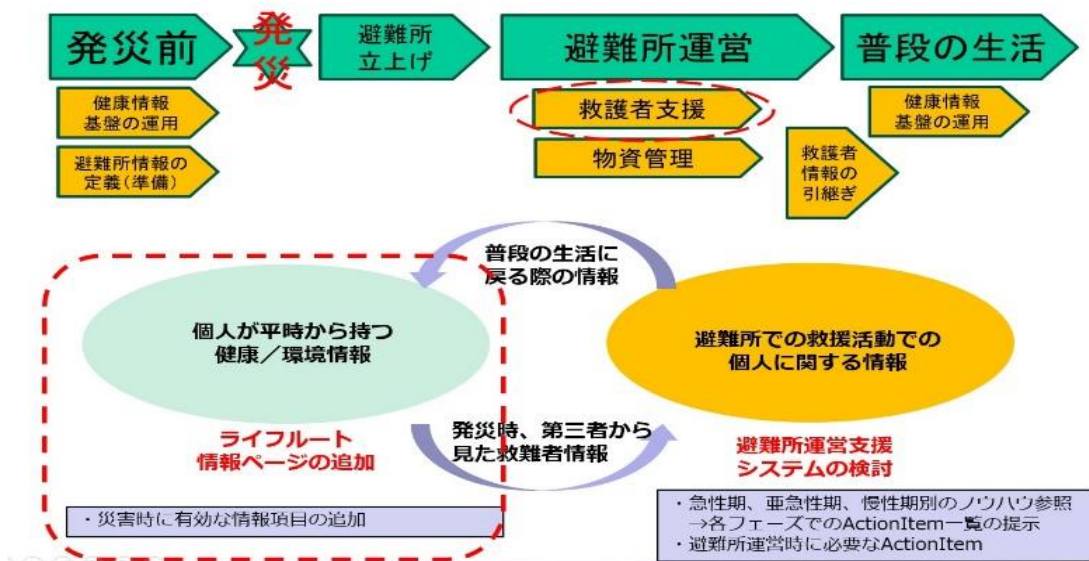 発災前
発
災
避難所
立上げ
避難所運営
普段の生活
健康情報
基盤の運用
避難所情報の
定義(準備)
救護者支援
物資管理
救護者
情報の
引継ぎ
健康情報
基盤の運用
普段の生活に
戻る際の情報
個人が平時から持つ
健康/環境情報
避難所での救援活動での
個人に関する情報
ライフルート
情報ページの追加
発災時、第三者から
見た救難者情報
避難所運営支援
システムの検討
・災害時に有効な情報項目の追加
・急性期、亜急性期、慢性期別のノウハウ参照
→各フェーズでのActionItem一覧の提示
・避難所運営時に必要なActionItem